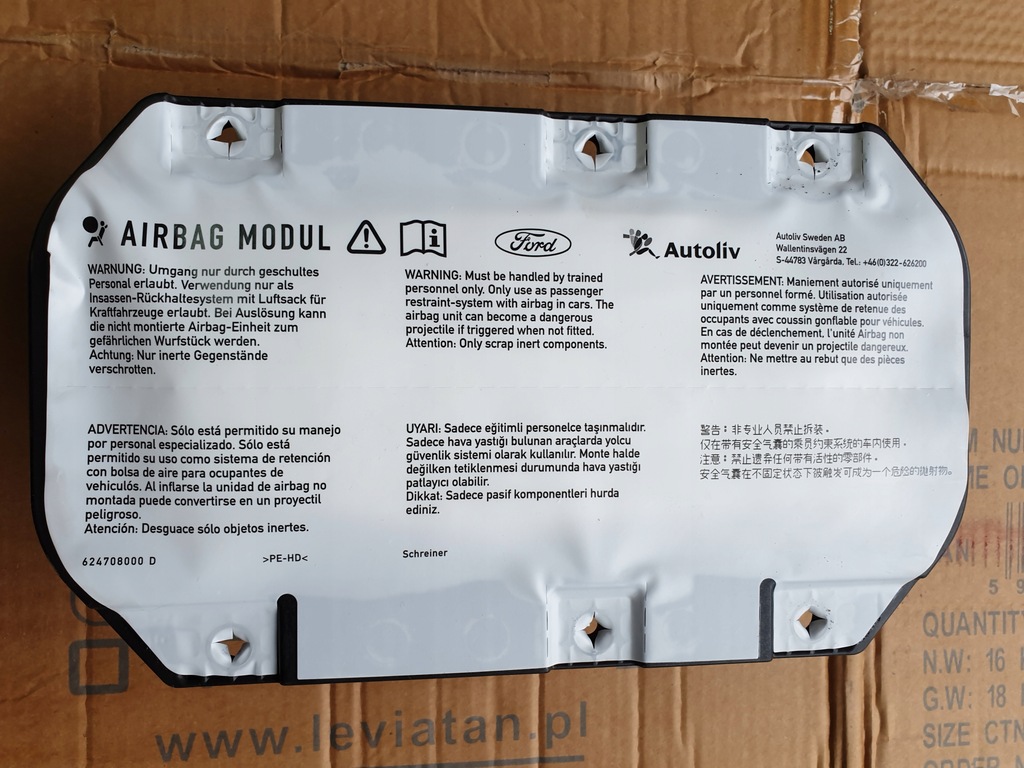 AIRBAG MODUL
Ford
Autoliv
Autoliv Sweden AB
Wallentinsvägen 22
S-44783 Vårgårda, Tel.: +46(0)322-626200
WARNUNG: Umgang nur durch geschultes
Personal erlaubt. Verwendung nur als
Insassen-Rückhaltesystem mit Luftsack für
Kraftfahrzeuge erlaubt. Bei Auslösung kann
die nicht montierte Airbag-Einheit zum
gefährlichen Wurfstück werden.
Achtung: Nur inerte Gegenstände
verschrotten.
WARNING: Must be handled by trained
personnel only. Only use as passenger
restraint-system with airbag in cars. The
airbag unit can become a dangerous
projectile if triggered when not fitted.
Attention: Only scrap inert components.
AVERTISSEMENT: Maniement autorisé uniquement
par un personnel formé. Utilisation autorisée
uniquement comme système de retenue des
occupants avec coussin gonflable pour véhicules.
En cas de déclenchement, l'unité Airbag non
montée peut devenir un projectile dangereux.
Attention: Ne mettre au rebut que des pièces
inertes.
ADVERTENCIA: Sólo está permitido su manejo
por personal especializado. Sólo está
permitido su uso como sistema de retención
con bolsa de aire para ocupantes de
vehículos. Al inflarse la unidad de airbag no
montada puede convertirse en un proyectil
peligroso.
Atención: Desguace sólo objetos inertes.
UYARI: Sadece eğitimli personelce taşınmalıdır.
Sadece hava yastığı bulunan araçlarda yolcu
güvenlik sistemi olarak kullanılır. Monte halde
değilken tetiklenmesi durumunda hava yastığı
patlayıcı olabilir.
Dikkat: Sadece pasif komponentleri hurda
ediniz.
警告：非专业人员禁止拆装。
仅在带有安全气囊的乘员约束系统的车内使用。
注意：禁止遗弃任何带有活性的零部件。
安全气囊在不固定状态下被触发可成为一个危险的抛射物。
624708000 D
>PE-HD<
Schreiner
www.leviatan.pl
QUANTITY
N.W: 16
G.W: 18
SIZE CTN